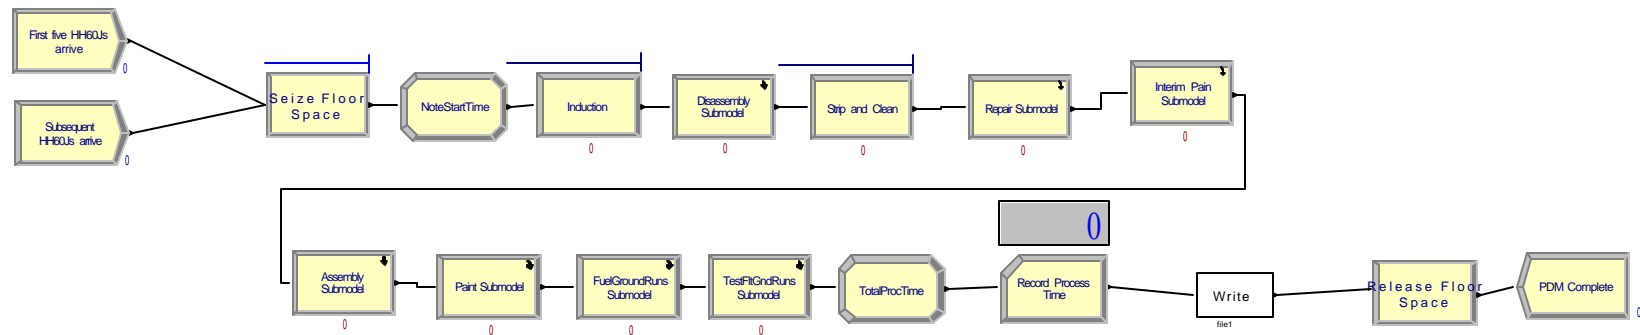 First five HH60Js
arrive
0
Subsequent
HH60Js arrive
0
Seize Floor
Space
NoteStartTime
Induction
0
Disassembly
Submodel
0
Strip and Clean
0
Repair Submodel
0
Interim Pain
Submodel
0
Assembly
Submodel
0
Paint Submodel
0
FuelGroundRuns
Submodel
0
TestFltGndRuns
Submodel
0
TotalProcTime
0
Record Process
Time
Write
file1
Release Floor
Space
PDM Complete
0